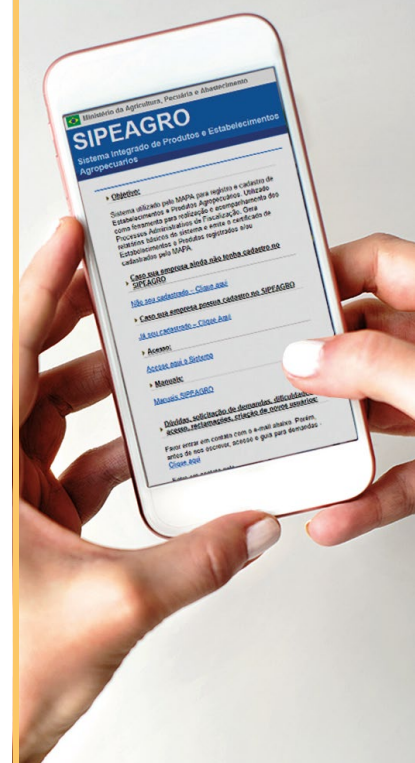 Ministério da Agricultura, Pecuária e Abastecimento
SIPEAGRO
Sistema Integrado de Produtos e Estabelecimentos
Agropecuarios
Objetivo:
Sistema utilizado pelo MAPA para registro e cadastro de
Estabelecimentos e Produtos Agropecuários. Utilizado
como ferramenta para realização e acompanhamento dos
Processos Administrativos de Fiscalização. Gera
relatórios básicos do sistema e emite o certificado de
Estabelecimentos e Produtos registrados e/ou
cadastrados pelo MAPA.
Caso sua empresa ainda não tenha cadastro no
SIPEAGRO
Não sou cadastrado – Clique aqui
Caso sua empresa possua cadastro no SIPEAGRO
Já sou cadastrado – Clique Aqui
Acesso:
Acesse aqui o Sistema
Manuais:
Manuais SIPEAGRO
Dúvidas, solicitação de demandas, dificuldade
acesso, reclamações, criação de novos usuários:
Favor entrar em contato com o e-mail abaixo. Porém,
antes de nos escrever, acesse o guia para demandas -
Clique aqui